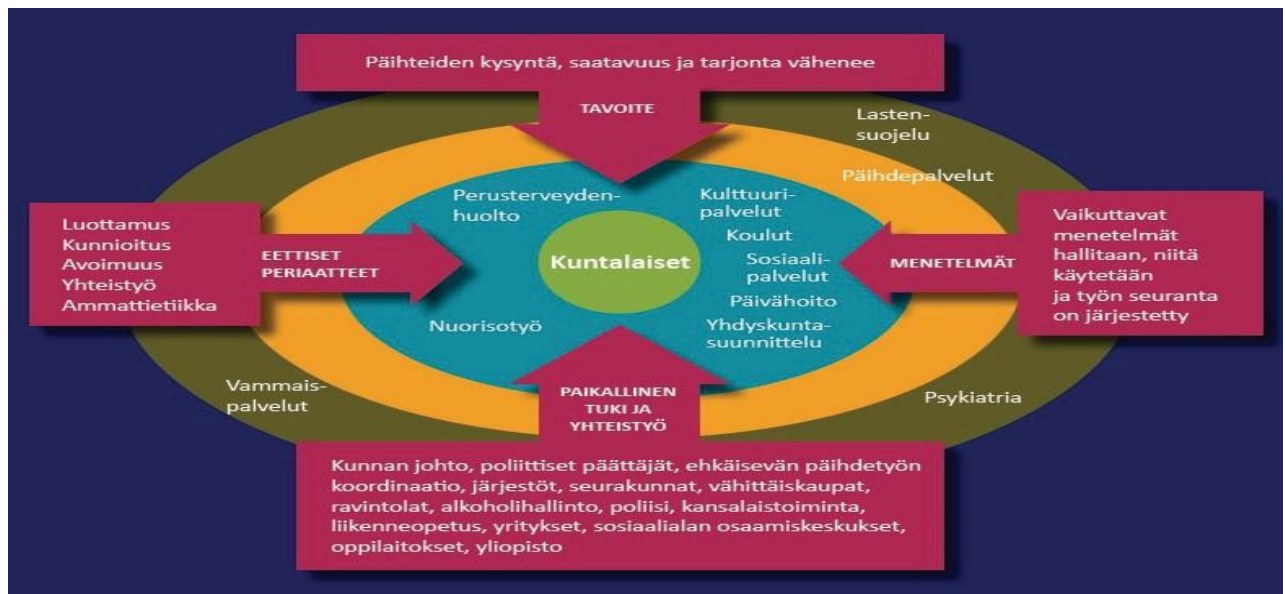 Päihteiden kysyntä, saatavuus ja tarjonta vähenee
TAVOITE
Lasten-
suojelu
Päihdepalvelut
Perusterveyden-
huolto
Kulttuuri-
palvelut
Koulut
Sosiaali-
palvelut
Päivähoito
Yhdyskunta-
suunnittelu
Kuntalaiset
Nuorisotyö
Luottamus
Kunnioitus
Avoimuus
Yhteistyö
Ammattietiikka
EETTISET
PERIAATTEET
MENETELMÄT
Vaikuttavat
menetelmät
hallitaan, niitä
käytetään
ja työn seuranta
on järjestetty
Vammais-
palvelut
Psykiatria
PAIKALLINEN
TUKI JA
YHTEISTYÖ
Kunnan johto, poliittiset päättäjät, ehkäisevän päihdetyön
koordinaatio, järjestöt, seurakunnat, vähittäiskaupat,
ravintolat, alkoholihallinto, poliisi, kansalaistoiminta,
liikenneopetus, yritykset, sosiaalialan osaamiskeskukset,
oppilaitokset, yliopisto